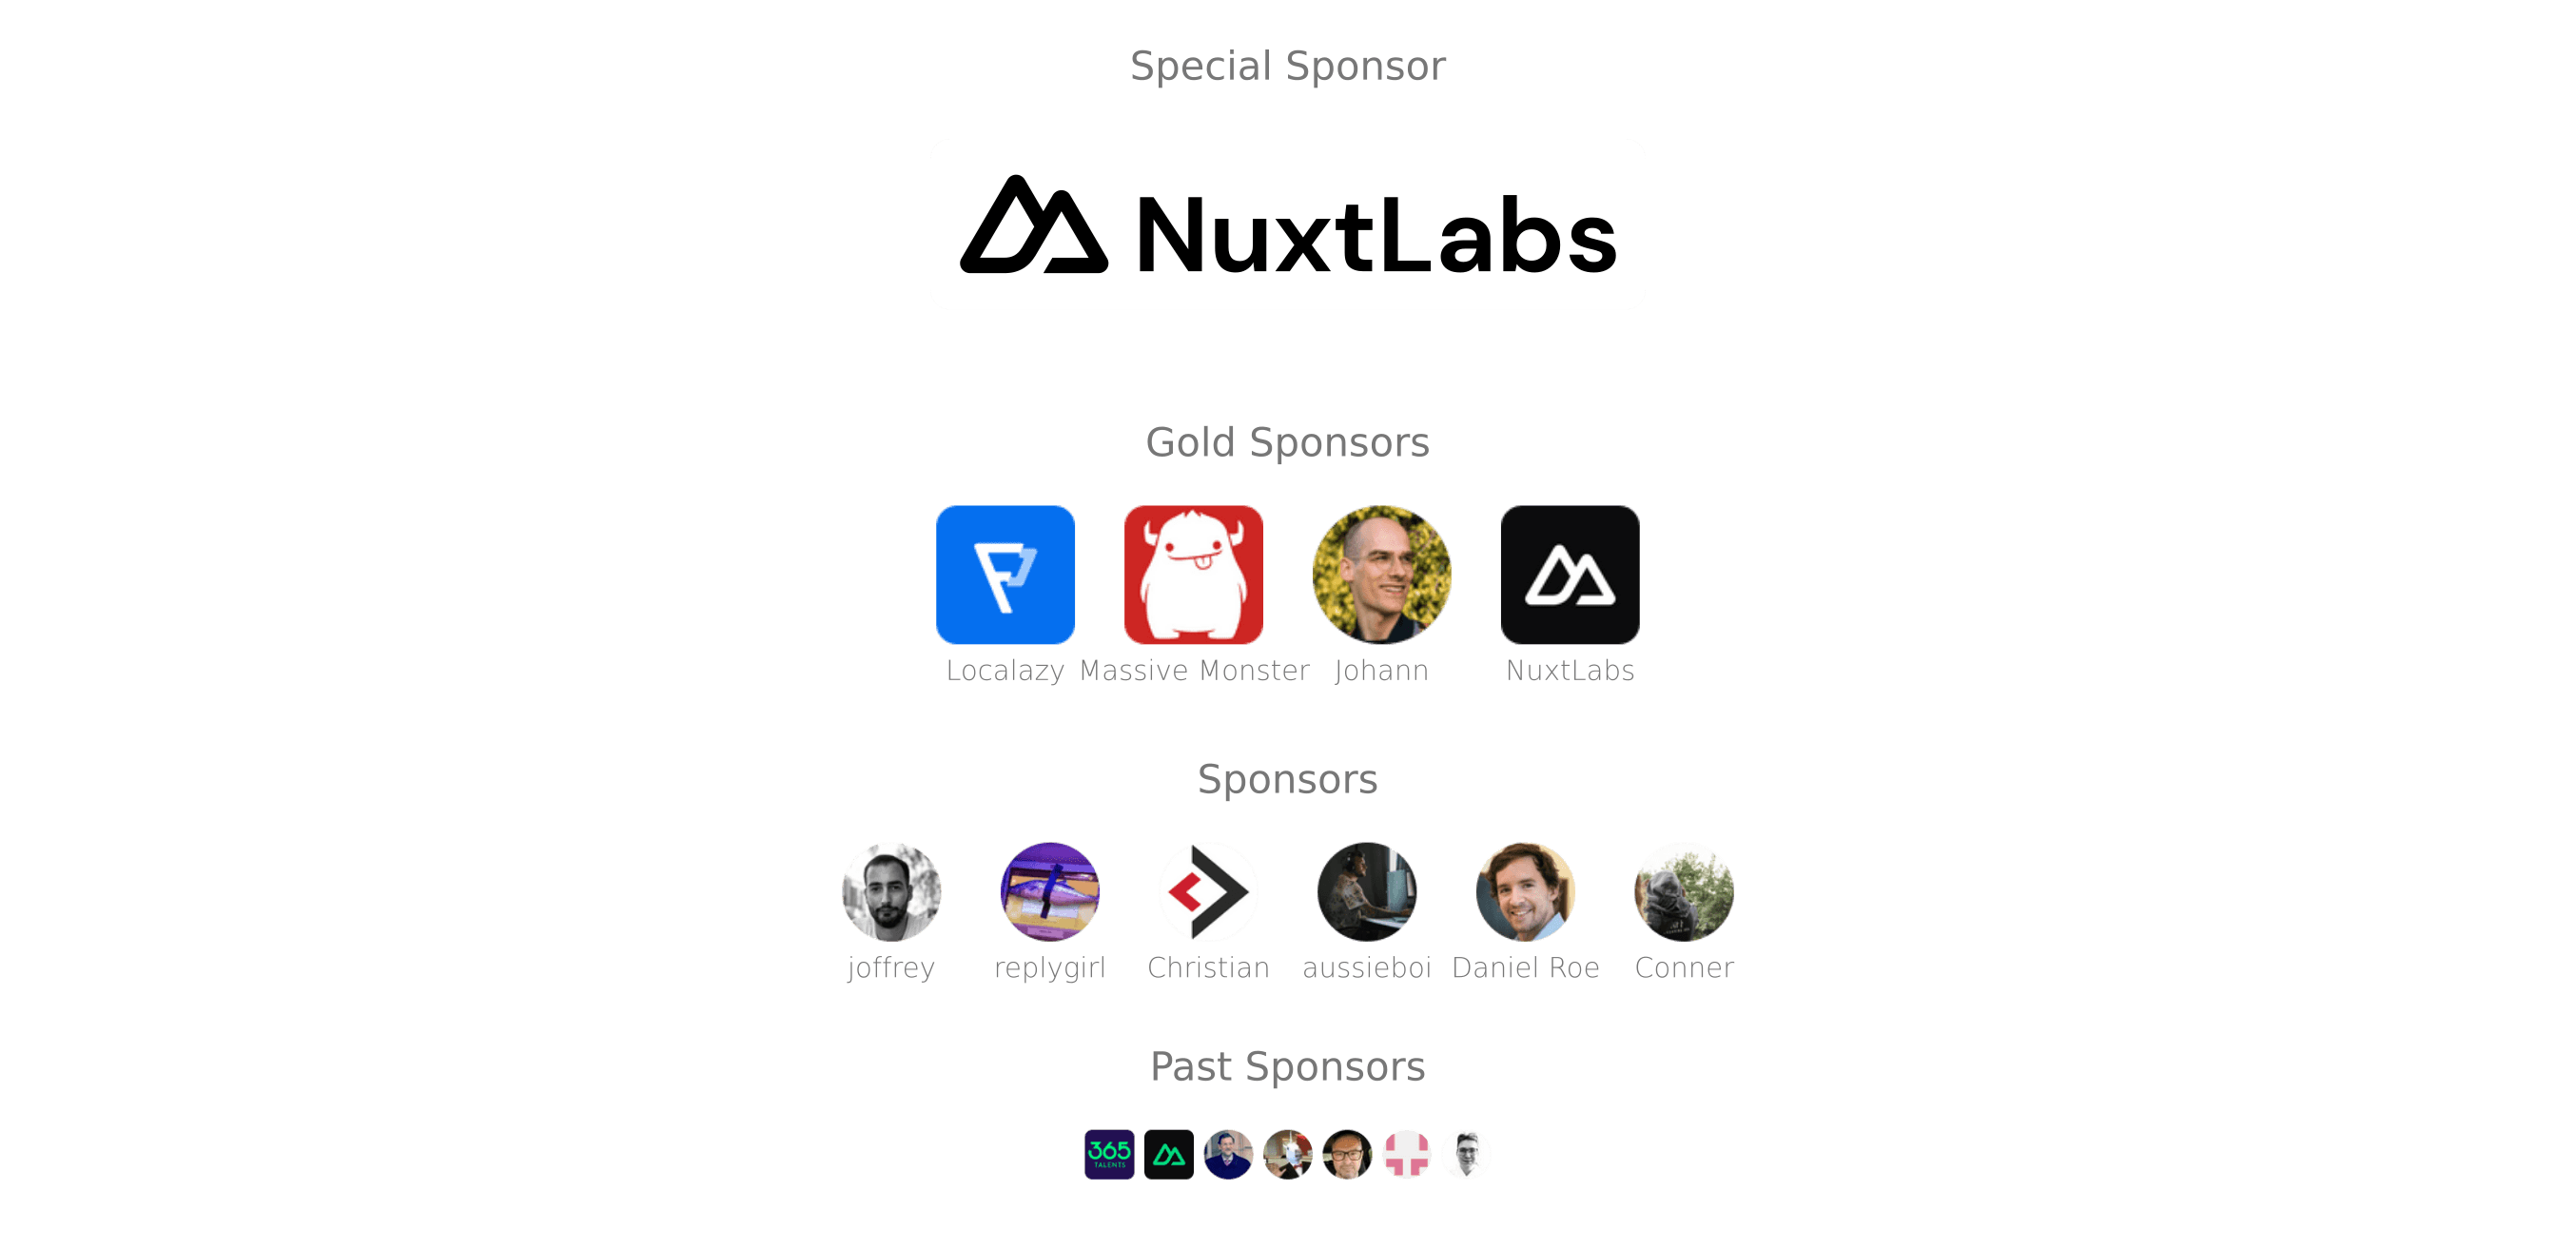 Special Sponsor
NuxtLabs
Gold Sponsors
Localazy Massive Monster Johann NuxtLabs
Sponsors
joffrey replygirl Christian aussieboi Daniel Roe Conner
Past Sponsors
365
TALENTS